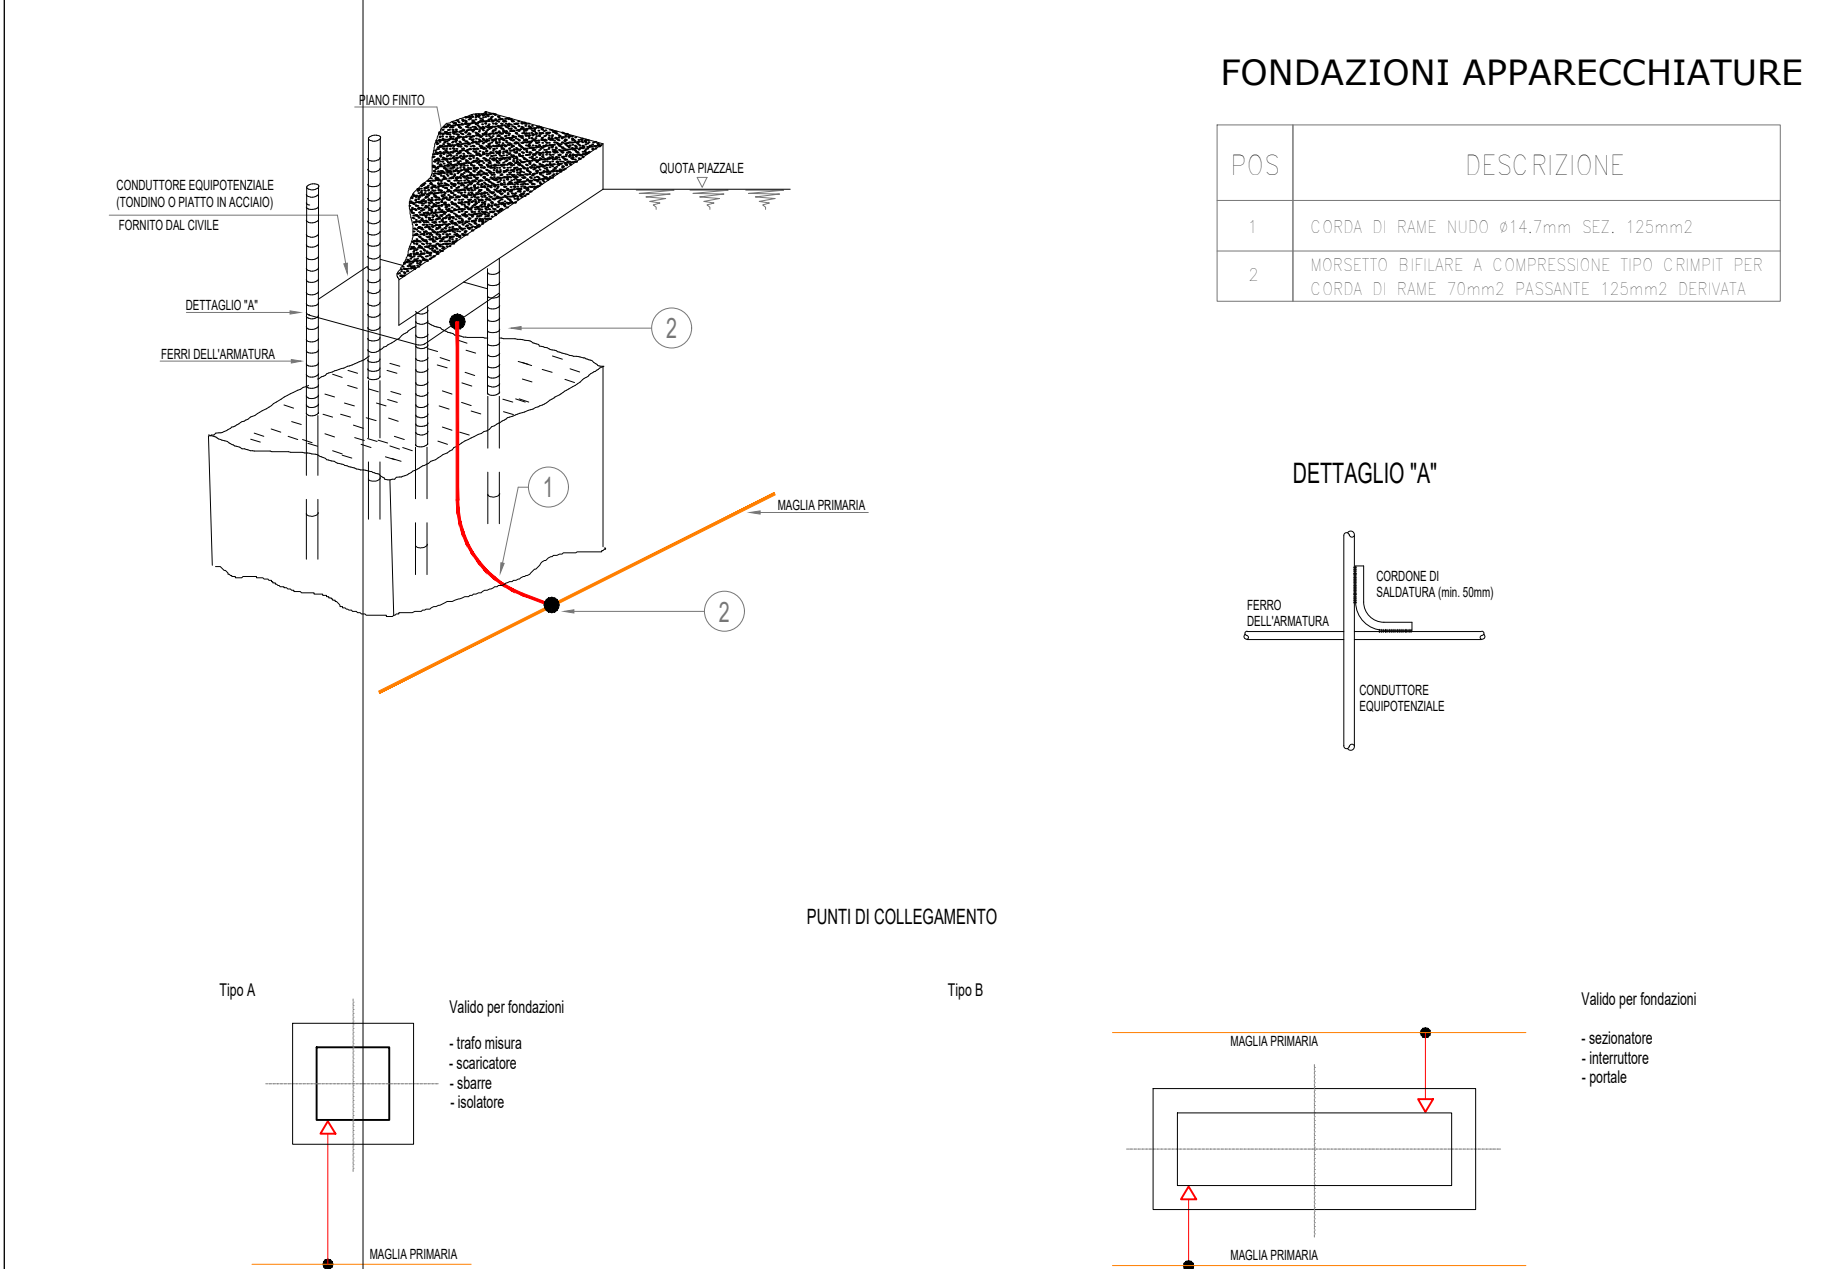 FONDAZIONI APPARECCHIATURE
POS DESCRIZIONE
1 CORDA DI RAME NUDO Ø14.7mm SEZ. 125mm2
2 MORSETTO BIFILARE A COMPRESSIONE TIPO CRIMPIT PER
CORDA DI RAME 70mm2 PASSANTE 125mm2 DERIVATA
PIANO FINITO
QUOTA PIAZZALE
CONDUTTORE EQUIPOTENZIALE
(TONDINO O PIATTO IN ACCIAIO)
FORNITO DAL CIVILE
DETTAGLIO "A"
FERRI DELL'ARMATURA
2
1
MAGLIA PRIMARIA
2
DETTAGLIO "A"
CORDONE DI
SALDATURA (min. 50mm)
FERRO
DELL'ARMATURA
CONDUTTORE
EQUIPOTENZIALE
PUNTI DI COLLEGAMENTO
Tipo A
Valido per fondazioni
- trafo misura
- scaricatore
- sbarre
- isolatore
MAGLIA PRIMARIA
Tipo B
Valido per fondazioni
- sezionatore
- interruttore
- portale
MAGLIA PRIMARIA
MAGLIA PRIMARIA